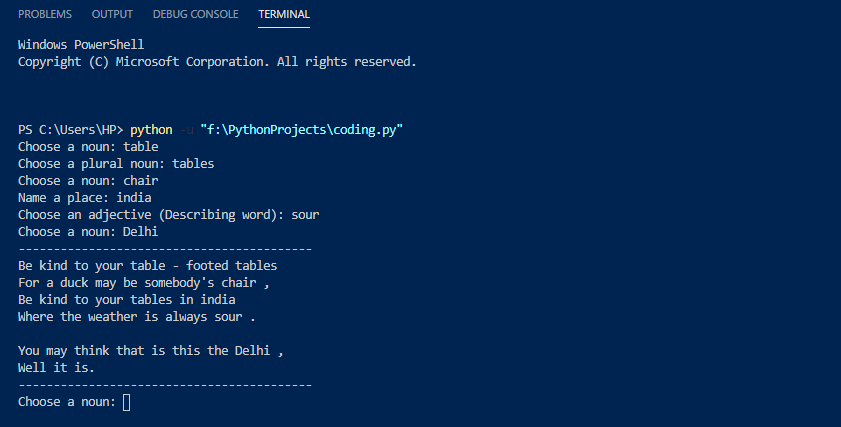 PROBLEMS OUTPUT DEBUG CONSOLE TERMINAL
Windows PowerShell
Copyright (C) Microsoft Corporation. All rights reserved.
PS C:\Users\HP> python -u "f:\PythonProjects\coding.py"
Choose a noun: table
Choose a plural noun: tables
Choose a noun: chair
Name a place: india
Choose an adjective (Describing word): sour
Choose a noun: Delhi
------------------------------------------
Be kind to your table - footed tables
For a duck may be somebody's chair ,
Be kind to your tables in india
Where the weather is always sour .
You may think that is this the Delhi ,
Well it is.
------------------------------------------
Choose a noun: